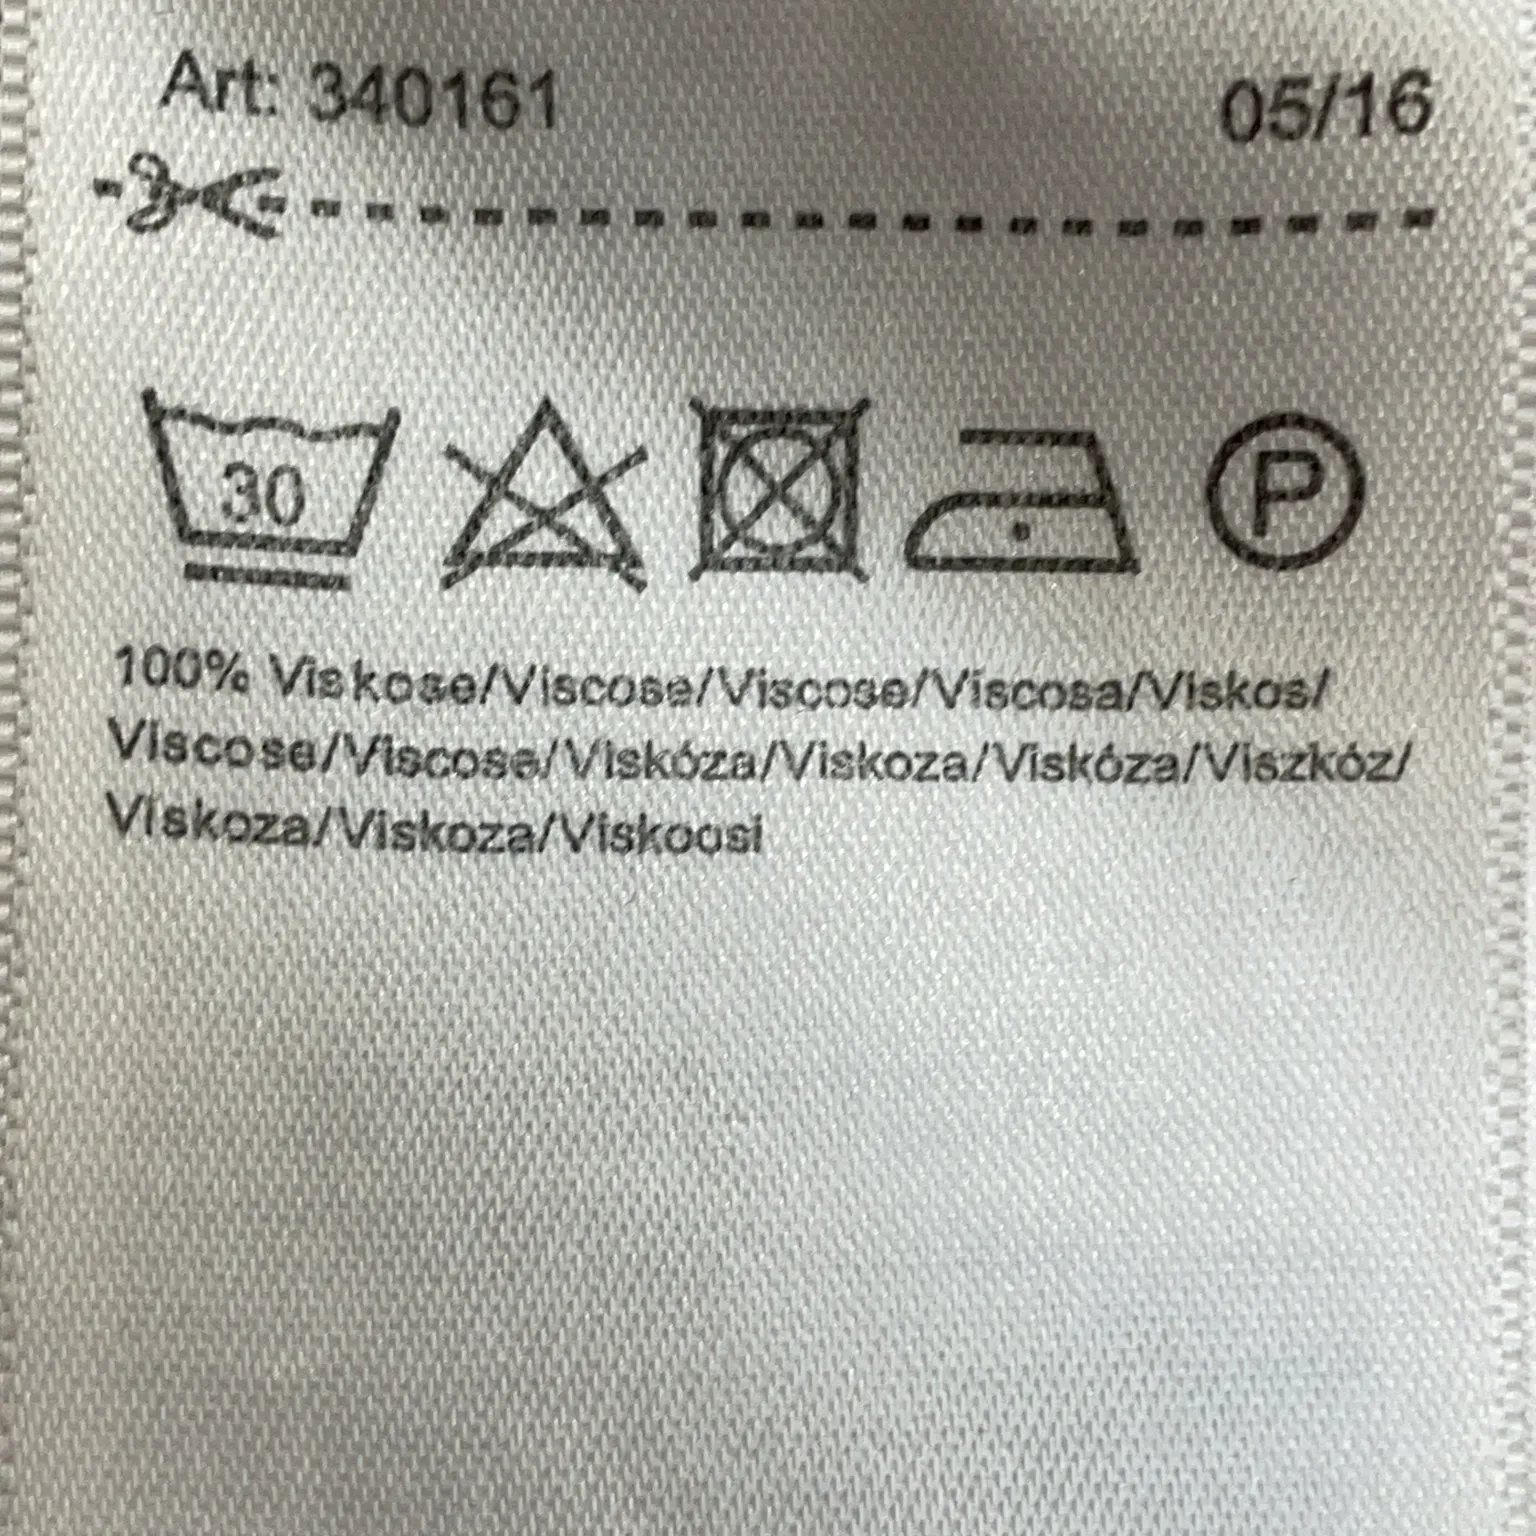 Art: 340161 05/16
30 P
100% Viskose/Viscose/Viscose/Viscosa/Viskos/
Viscose/Viscose/Viskóza/Viskoza/Viskóza/Viszkóz/
Viskoza/Viskoza/Viskoosi